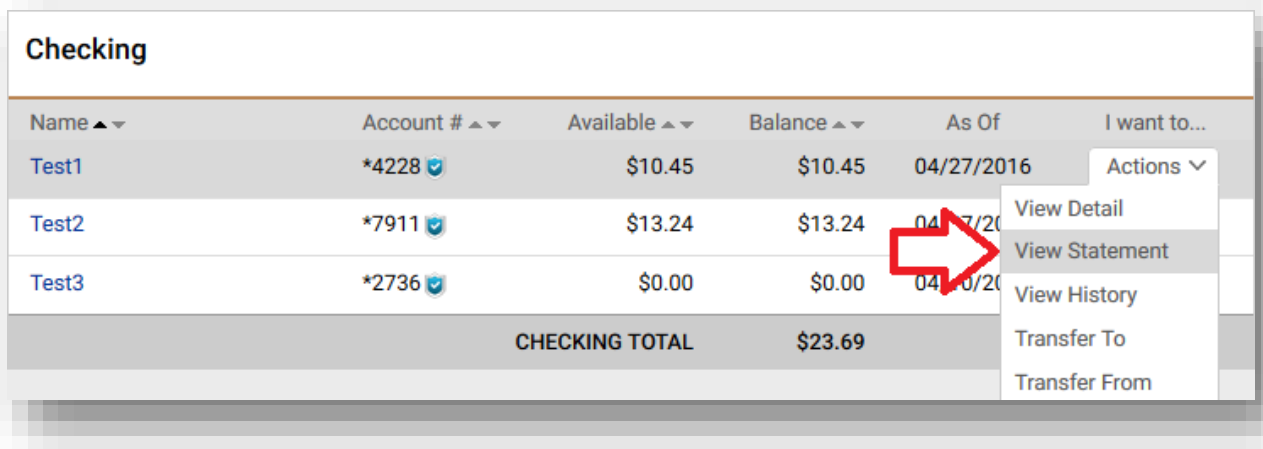 Checking
Name Account # Available Balance As Of I want to...
Test1 *4228 $10.45 $10.45 04/27/2016 Actions
View Detail
Test2 *7911 $13.24 $13.24
View Statement
Test3 *2736 $0.00 $0.00
View History
CHECKING TOTAL $23.69
Transfer To
Transfer From